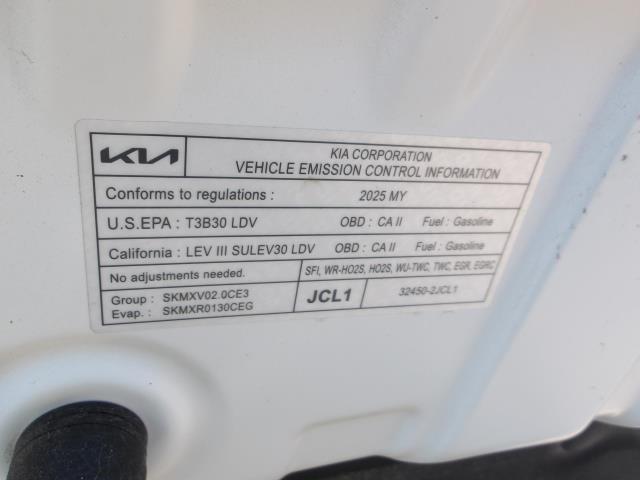 KIA
KIA CORPORATION
VEHICLE EMISSION CONTROL INFORMATION
Conforms to regulations : 2025 MY
U.S.EPA : T3B30 LDV OBD : CA II Fuel : Gasoline
California : LEV III SULEV30 LDV OBD : CA II Fuel : Gasoline
No adjustments needed. SFI, WR-HO2S, HO2S, WU-TWC, TWC, EGR, EGRC
Group : SKMXV02.0CE3
Evap. : SKMXR0130CEG
JCL1
32450-2JCL1